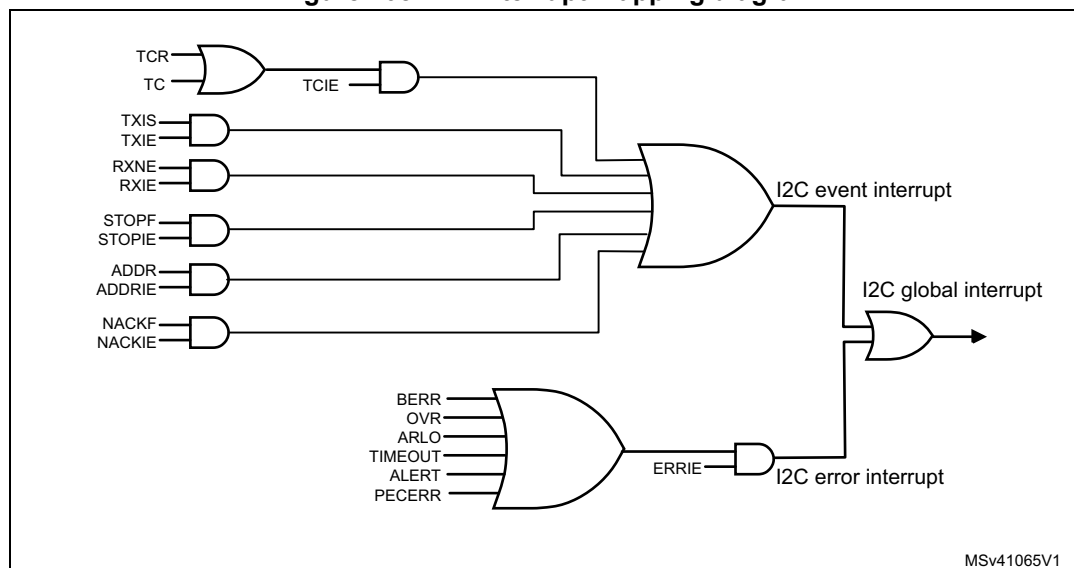 TCR
TC
TCIE
TXIS
TXIE
RXNE
RXIE
STOPF
STOPIE
ADDR
ADDRIE
NACKF
NACKIE
I2C event interrupt
I2C global interrupt
BERR
OVR
ARLO
TIMEOUT
ALERT
PECERR
ERRIE
I2C error interrupt
MSv41065V1